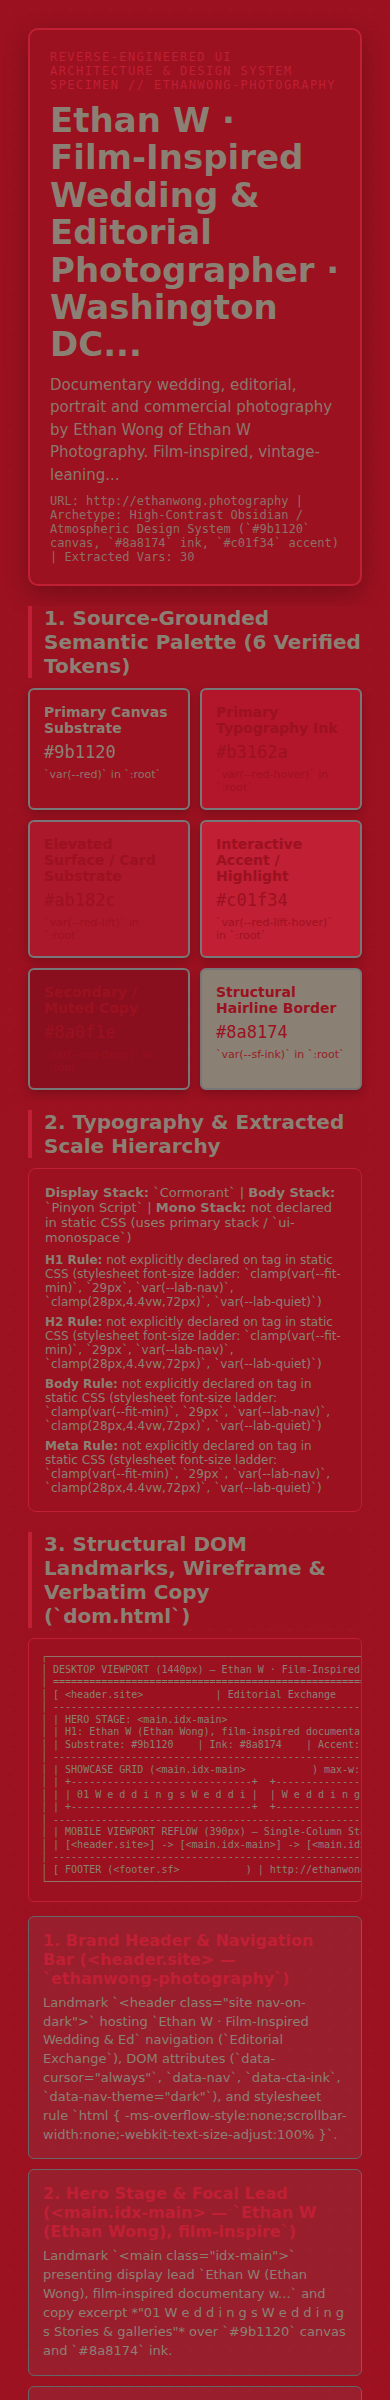 REVERSE-ENGINEERED UI
ARCHITECTURE & DESIGN SYSTEM
SPECIMEN // ETHANWONG-PHOTOGRAPHY
Ethan W ·
Film-Inspired
Wedding &
Editorial
Photographer ·
Washington
DC...
Documentary wedding, editorial,
portrait and commercial photography
by Ethan Wong of Ethan W
Photography. Film-inspired, vintage-
leaning...
URL: http://ethanwong.photography |
Archetype: High-Contrast Obsidian /
Atmospheric Design System (`#9b1120`
canvas, `#8a8174` ink, `#c01f34` accent)
| Extracted Vars: 30
1. Source-Grounded
Semantic Palette (6 Verified
Tokens)
Primary Canvas
Substrate
#9b1120
`var(--red)` in `:root`
Primary
Typography Ink
#b3162a
`var(--red-hover)` in
`:root`
Elevated
Surface / Card
Substrate
#ab182c
`var(--red-lift)` in
`:root`
Interactive
Accent /
Highlight
#c01f34
`var(--red-lift-hover)`
in `:root`
Secondary /
Muted Copy
#8a0f1e
Structural
Hairline Border
#8a8174
`var(--sf-ink)` in `:root`
2. Typography & Extracted
Scale Hierarchy
Display Stack: `Cormorant` | Body Stack:
`Pinyon Script` | Mono Stack: not declared
in static CSS (uses primary stack / `ui-
monospace`)
H1 Rule: not explicitly declared on tag in static
CSS (stylesheet font-size ladder: `clamp(var(--fit-
min)`, `29px`, `var(--lab-nav)`,
`clamp(28px,4.4vw,72px)`, `var(--lab-quiet)`)
H2 Rule: not explicitly declared on tag in static
CSS (stylesheet font-size ladder: `clamp(var(--fit-
min)`, `29px`, `var(--lab-nav)`,
`clamp(28px,4.4vw,72px)`, `var(--lab-quiet)`)
Body Rule: not explicitly declared on tag in
static CSS (stylesheet font-size ladder:
`clamp(var(--fit-min)`, `29px`, `var(--lab-nav)`,
`clamp(28px,4.4vw,72px)`, `var(--lab-quiet)`)
Meta Rule: not explicitly declared on tag in
static CSS (stylesheet font-size ladder:
`clamp(var(--fit-min)`, `29px`, `var(--lab-nav)`,
`clamp(28px,4.4vw,72px)`, `var(--lab-quiet)`)
3. Structural DOM
Landmarks, Wireframe &
Verbatim Copy
(`dom.html`)
DESKTOP VIEWPORT (1440px) — Ethan W · Film-Inspired
[ <header.site> | Editorial Exchange
| HERO STAGE: <main.idx-main>
| H1: Ethan W (Ethan Wong), film-inspired documenta
| Substrate: #9b1120 | Ink: #8a8174 | Accent:
| SHOWCASE GRID (<main.idx-main> ) max-w:
| | 01 W e d d i n g s W e d d i | | W e d d i n g
| MOBILE VIEWPORT REFLOW (390px) — Single-Column St
| [<header.site>] -> [<main.idx-main>] -> [<main.id
[ FOOTER (<footer.sf> ) | http://ethanwon
1. Brand Header & Navigation
Bar (<header.site> —
`ethanwong-photography`)
Landmark `<header class="site nav-on-
dark">` hosting `Ethan W · Film-Inspired
Wedding & Ed` navigation (`Editorial
Exchange`), DOM attributes (`data-
cursor="always"`, `data-nav`, `data-cta-ink`,
`data-nav-theme="dark"`), and stylesheet
rule `html { -ms-overflow-style:none;scrollbar-
width:none;-webkit-text-size-adjust:100% }`.
2. Hero Stage & Focal Lead
(<main.idx-main> — `Ethan W
(Ethan Wong), film-inspire`)
Landmark `<main class="idx-main">`
presenting display lead `Ethan W (Ethan
Wong), film-inspired documentary w...` and
copy excerpt *"01 W e d d i n g s W e d d i n g
s Stories & galleries"* over `#9b1120` canvas
and `#8a8174` ink.